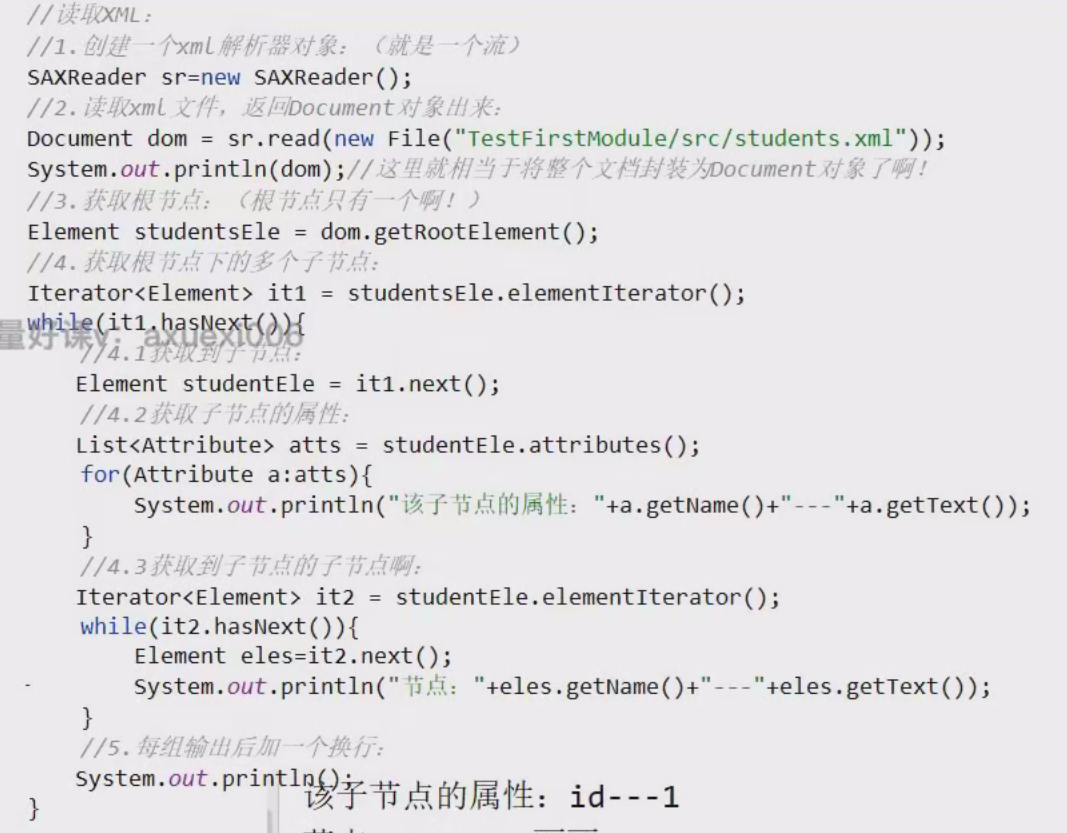 //读取XML:
//1.创建一个xml解析器对象：（就是一个流）
SAXReader sr=new SAXReader();
//2.读取xml文件，返回Document对象出来：
Document dom = sr.read(new File("TestFirstModule/src/students.xml"));
System.out.println(dom);//这里就相当于将整个文档封装为Document对象了啊！
//3.获取根节点：（根节点只有一个啊！）
Element studentsEle = dom.getRootElement();
//4.获取根节点下的多个子节点：
Iterator<Element> it1 = studentsEle.elementIterator();
while(it1.hasNext()){
量好课v：axuexi006
//4.1获取到子节点：
Element studentEle = it1.next();
//4.2获取子节点的属性：
List<Attribute> atts = studentEle.attributes();
for(Attribute a:atts){
System.out.println("该子节点的属性："+a.getName()+"---"+a.getText());
}
//4.3获取到子节点的子节点啊：
Iterator<Element> it2 = studentEle.elementIterator();
while(it2.hasNext()){
Element eles=it2.next();
System.out.println("节点："+eles.getName()+"---"+eles.getText());
}
//5.每组输出后加一个换行：
System.out.println();
该子节点的属性：id---1
}